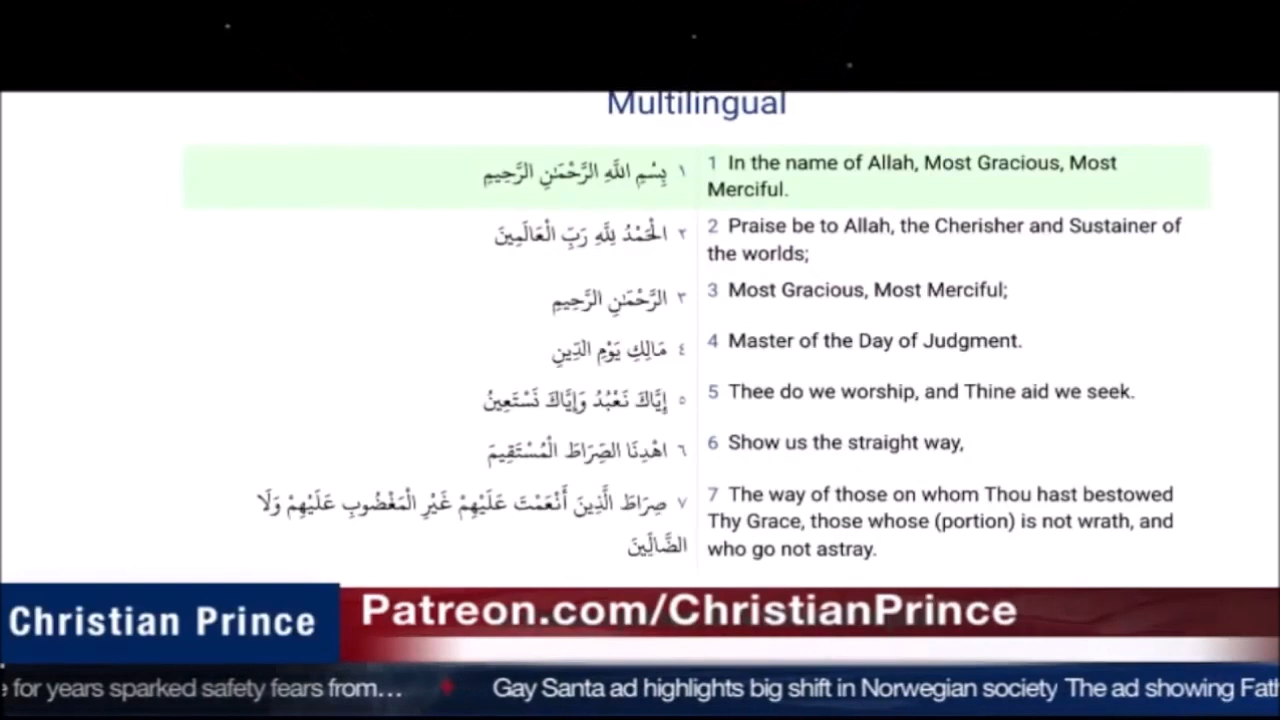 Multilingual
١ بِسْمِ اللَّهِ الرَّحْمَٰنِ الرَّحِيمِ
1 In the name of Allah, Most Gracious, Most
Merciful.
٢ الْحَمْدُ لِلَّهِ رَبِّ الْعَالَمِينَ
2 Praise be to Allah, the Cherisher and Sustainer of
the worlds;
٣ الرَّحْمَٰنِ الرَّحِيمِ
3 Most Gracious, Most Merciful;
٤ مَالِكِ يَوْمِ الدِّينِ
4 Master of the Day of Judgment.
٥ إِيَّاكَ نَعْبُدُ وَإِيَّاكَ نَسْتَعِينُ
5 Thee do we worship, and Thine aid we seek.
٦ اهْدِنَا الصِّرَاطَ الْمُسْتَقِيمَ
6 Show us the straight way,
٧ صِرَاطَ الَّذِينَ أَنْعَمْتَ عَلَيْهِمْ غَيْرِ الْمَغْضُوبِ عَلَيْهِمْ وَلَا
الضَّالِّينَ
7 The way of those on whom Thou hast bestowed
Thy Grace, those whose (portion) is not wrath, and
who go not astray.
Christian Prince
Patreon.com/ChristianPrince
e for years sparked safety fears from...
Gay Santa ad highlights big shift in Norwegian society The ad showing Fath